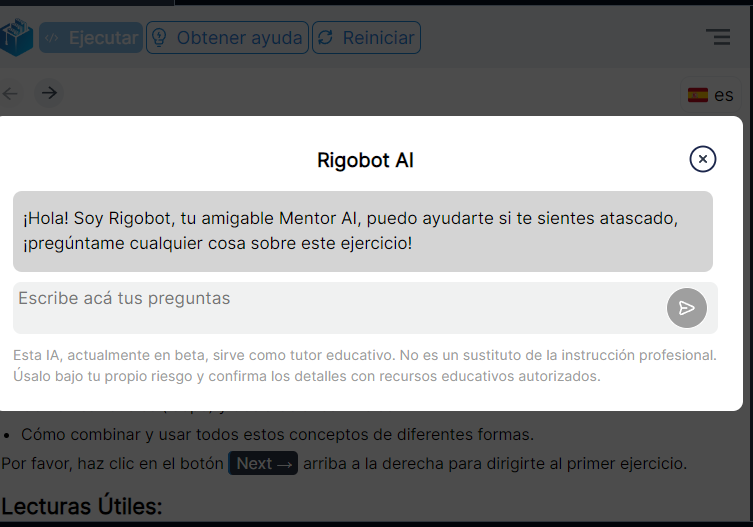 Ejecutar
Obtener ayuda
Reiniciar
es
Rigobot AI
¡Hola! Soy Rigobot, tu amigable Mentor AI, puedo ayudarte si te sientes atascado,
¡pregúntame cualquier cosa sobre este ejercicio!
Escribe acá tus preguntas
Esta IA, actualmente en beta, sirve como tutor educativo. No es un sustituto de la instrucción profesional.
Úsalo bajo tu propio riesgo y confirma los detalles con recursos educativos autorizados.
Cómo combinar y usar todos estos conceptos de diferentes formas.
Por favor, haz clic en el botón Next → arriba a la derecha para dirigirte al primer ejercicio.
Lecturas Útiles: